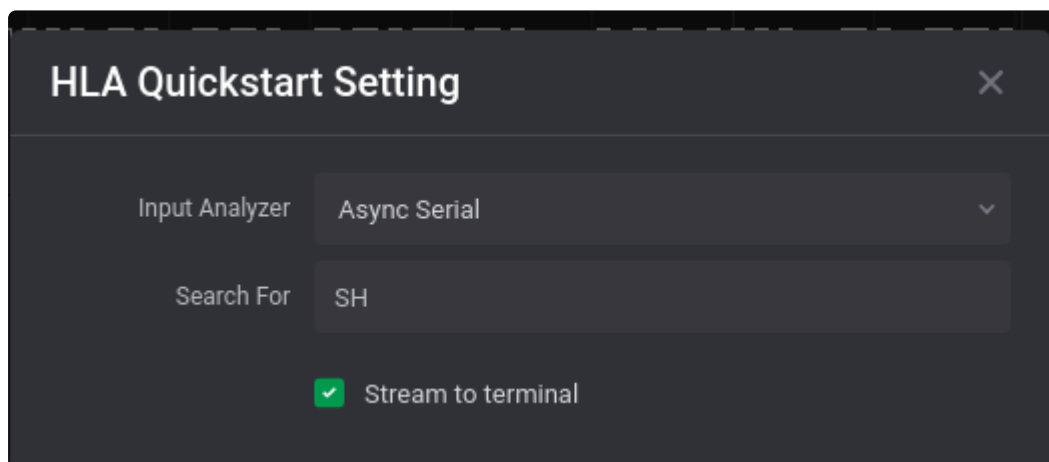 HLA Quickstart Setting
Input Analyzer Async Serial
Search For SH
Stream to terminal